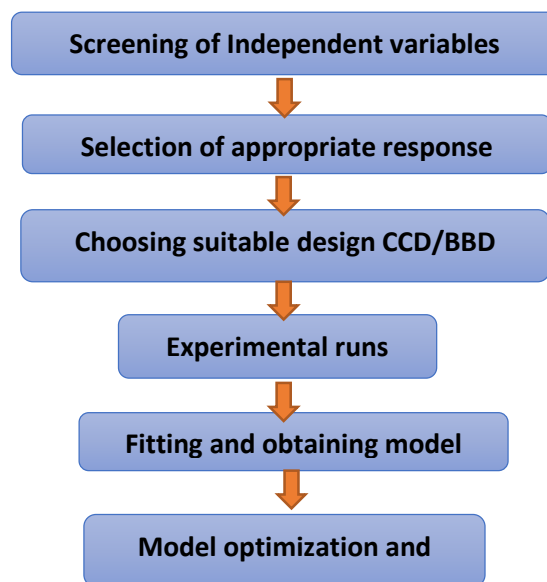 Screening of Independent variables
Selection of appropriate response
Choosing suitable design CCD/BBD
Experimental runs
Fitting and obtaining model
Model optimization and